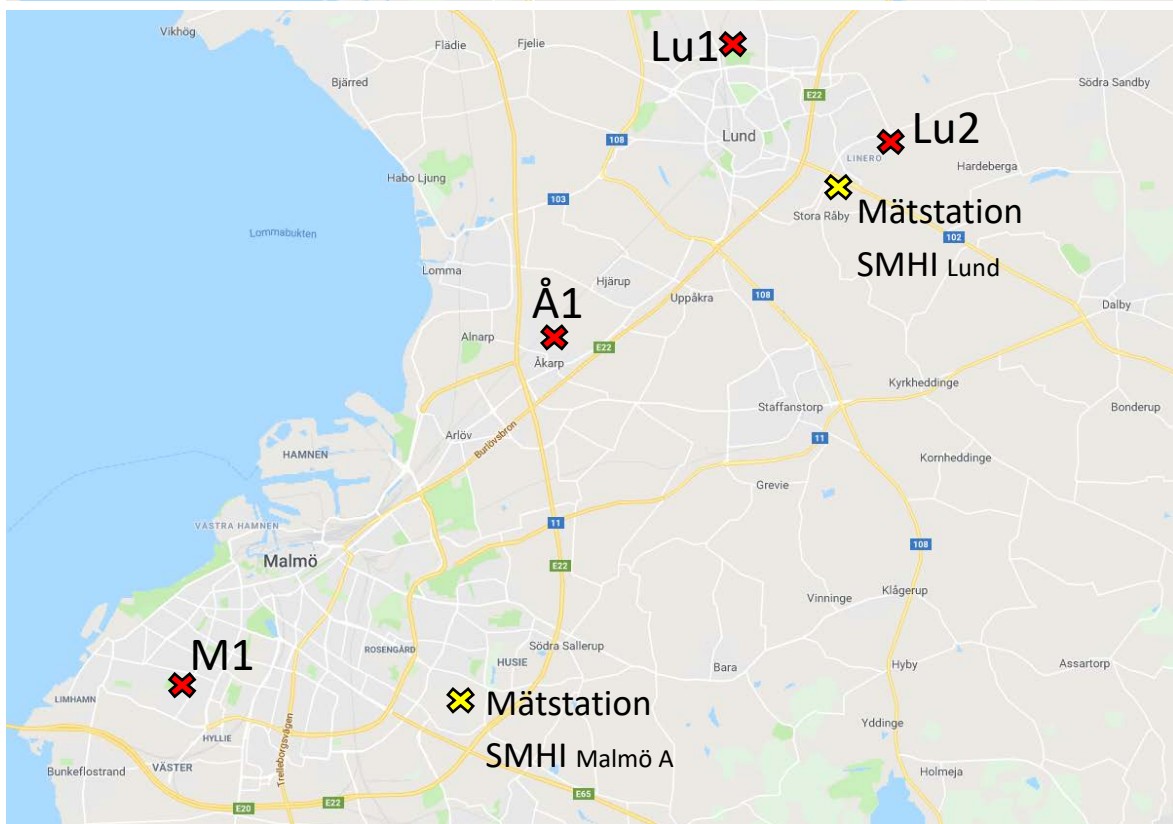 Vikhög
Flädie
Fjelie
Lu1
Bjärred
E22
Södra Sandby
108
Lund
Lu2
LINERO
Hardeberga
Habo Ljung
103
Stora Råby
Mätstation
SMHI Lund
102
Lommabukten
Lomma
Hjärup
Uppåkra
108
Dalby
Å1
Alnarp
E22
Åkarp
Kyrkheddinge
Staffanstorp
Bonderup
Arlöv
Burlövsbron
11
HAMNEN
Kornheddinge
Grevie
VÄSTRA HAMNEN
11
Malmö
108
E22
Klågerup
Vinninge
M1
ROSENGÅRD
Södra Sallerup
HUSIE
Bara
Hyby
Assartorp
LIMHAMN
Mätstation
SMHI Malmö A
HYLLIE
Trelleborgsvägen
Yddinge
Bunkeflostrand
VÄSTER
Holmeja
E20
E22
E65